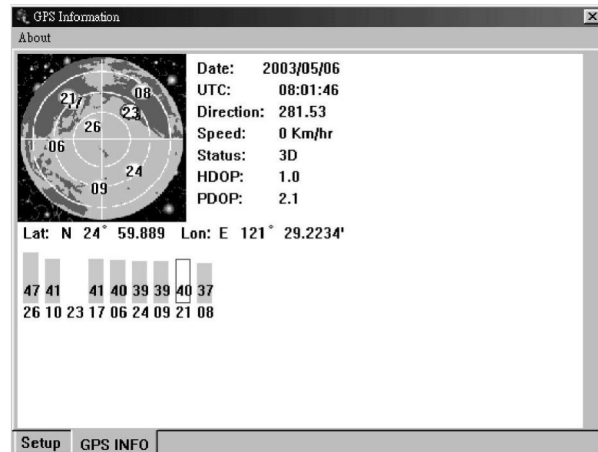 GPS Information
About
21 7 08
23
26
06
24
09
Date: 2003/05/06
UTC: 08:01:46
Direction: 281.53
Speed: 0 Km/hr
Status: 3D
HDOP: 1.0
PDOP: 2.1
Lat: N 24° 59.889 Lon: E 121° 29.2234'
47 41 41 40 39 39 40 37
26 10 23 17 06 24 09 21 08
Setup GPS INFO